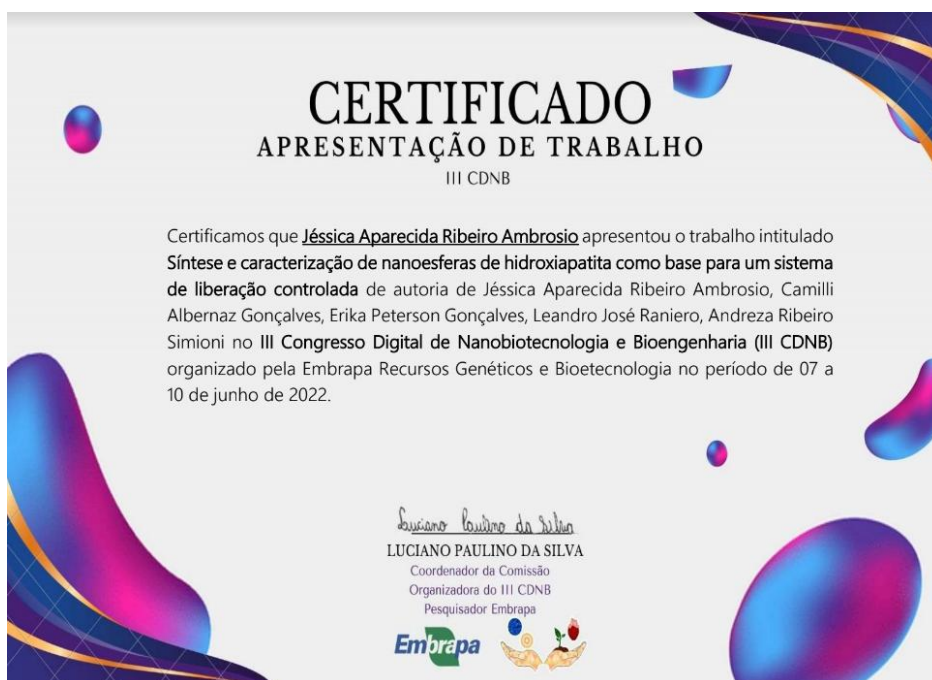 CERTIFICADO
APRESENTAÇÃO DE TRABALHO
III CDNB
Certificamos que Jéssica Aparecida Ribeiro Ambrosio apresentou o trabalho intitulado
Síntese e caracterização de nanoesferas de hidroxiapatita como base para um sistema
de liberação controlada de autoria de Jéssica Aparecida Ribeiro Ambrosio, Camilli
Albernaz Gonçalves, Erika Peterson Gonçalves, Leandro José Raniero, Andreza Ribeiro
Simioni no III Congresso Digital de Nanobiotecnologia e Bioengenharia (III CDNB)
organizado pela Embrapa Recursos Genéticos e Bioetecnologia no período de 07 a
10 de junho de 2022.
Luciano Paulino da Silva
LUCIANO PAULINO DA SILVA
Coordenador da Comissão
Organizadora do III CDNB
Pesquisador Embrapa
Embrapa